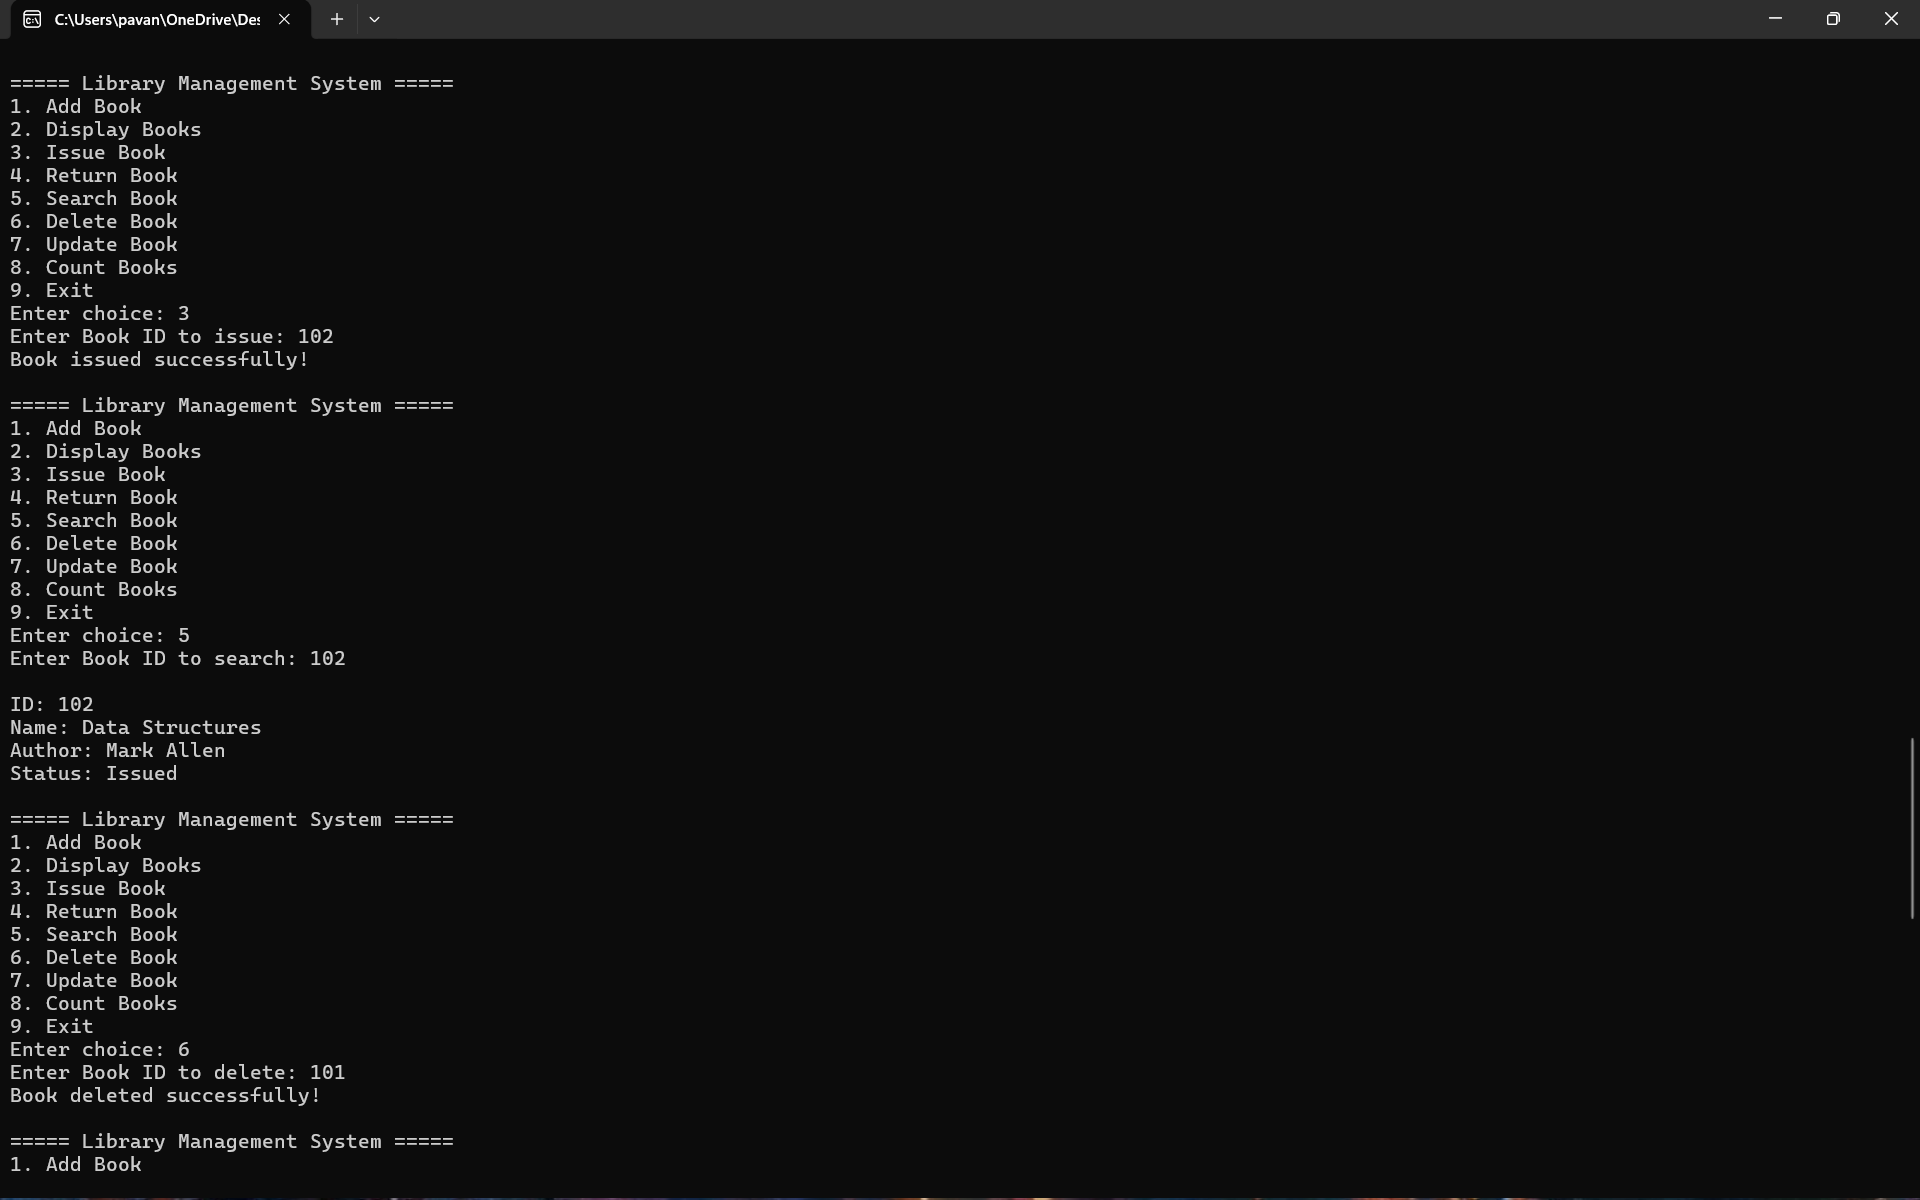 C:\Users\pavan\OneDrive\Des
===== Library Management System =====
1. Add Book
2. Display Books
3. Issue Book
4. Return Book
5. Search Book
6. Delete Book
7. Update Book
8. Count Books
9. Exit
Enter choice: 3
Enter Book ID to issue: 102
Book issued successfully!
===== Library Management System =====
1. Add Book
2. Display Books
3. Issue Book
4. Return Book
5. Search Book
6. Delete Book
7. Update Book
8. Count Books
9. Exit
Enter choice: 5
Enter Book ID to search: 102
ID: 102
Name: Data Structures
Author: Mark Allen
Status: Issued
===== Library Management System =====
1. Add Book
2. Display Books
3. Issue Book
4. Return Book
5. Search Book
6. Delete Book
7. Update Book
8. Count Books
9. Exit
Enter choice: 6
Enter Book ID to delete: 101
Book deleted successfully!
===== Library Management System =====
1. Add Book